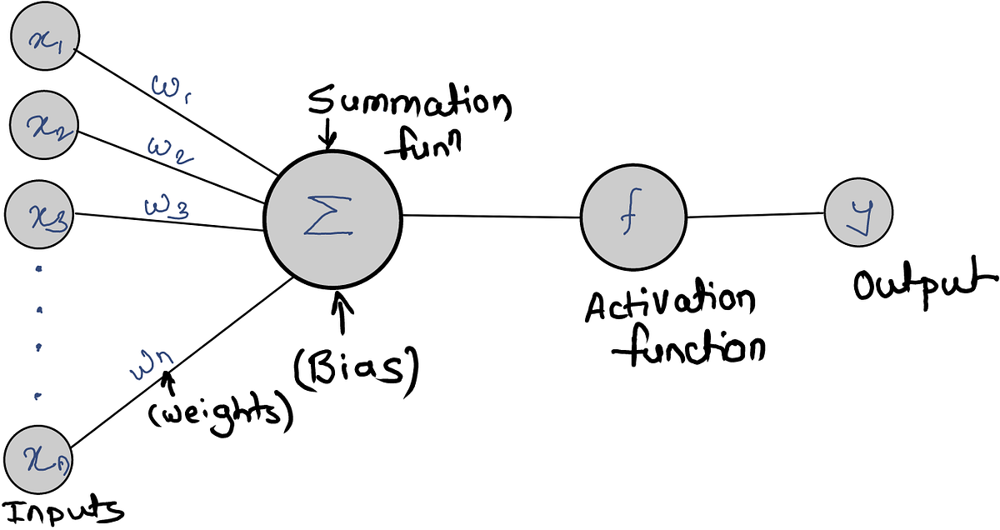 x₁
w₁
x₂
w₂
x₃
w₃
Summation
funⁿ
Σ
f
y
Output
Activation
function
(Bias)
wn
(weights)
xn
Inputs